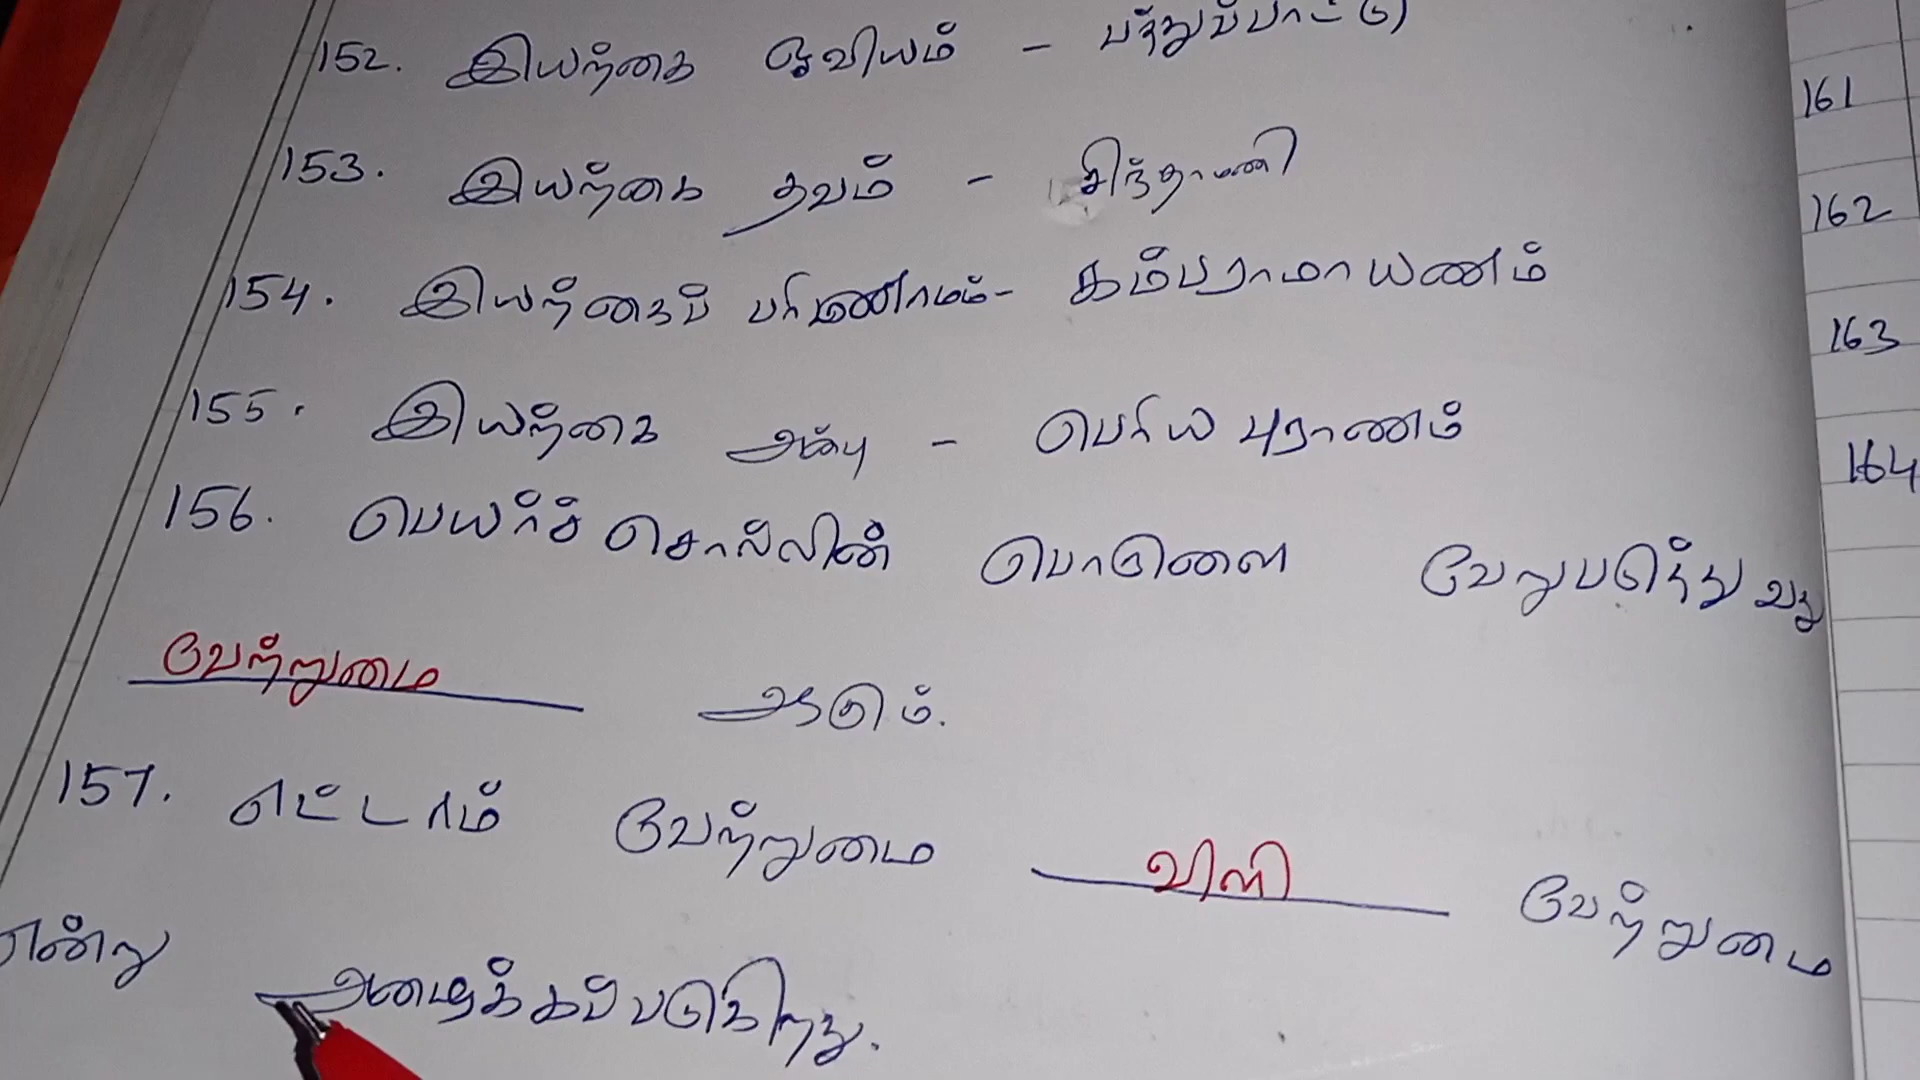 152. இயற்கை ஓவியம் - பத்துப்பாட்டு
153. இயற்கை தவம் - சிந்தாமணி
154. இயற்கைப் பரிணாமம் - கம்பராமாயணம்
155. இயற்கை அன்பு - பெரிய புராணம்
156. பெயர்ச் சொல்லின் பொருளை வேறுபடுத்துவது
வேற்றுமை ஆகும்.
157. எட்டாம் வேற்றுமை விளி வேற்றுமை
என்று அழைக்கப்படுகிறது.
161
162
163
164